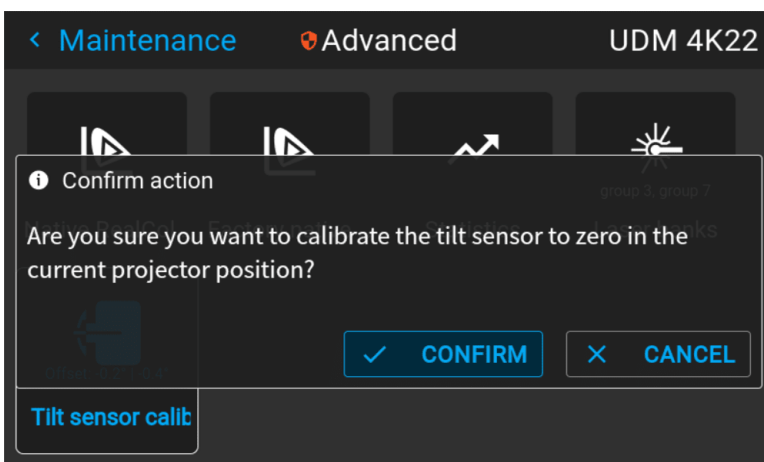 Maintenance
Advanced
UDM 4K22
group 3, group 7
Confirm action
Statistics
Are you sure you want to calibrate the tilt sensor to zero in the
current projector position?
CONFIRM
CANCEL
Tilt sensor calib